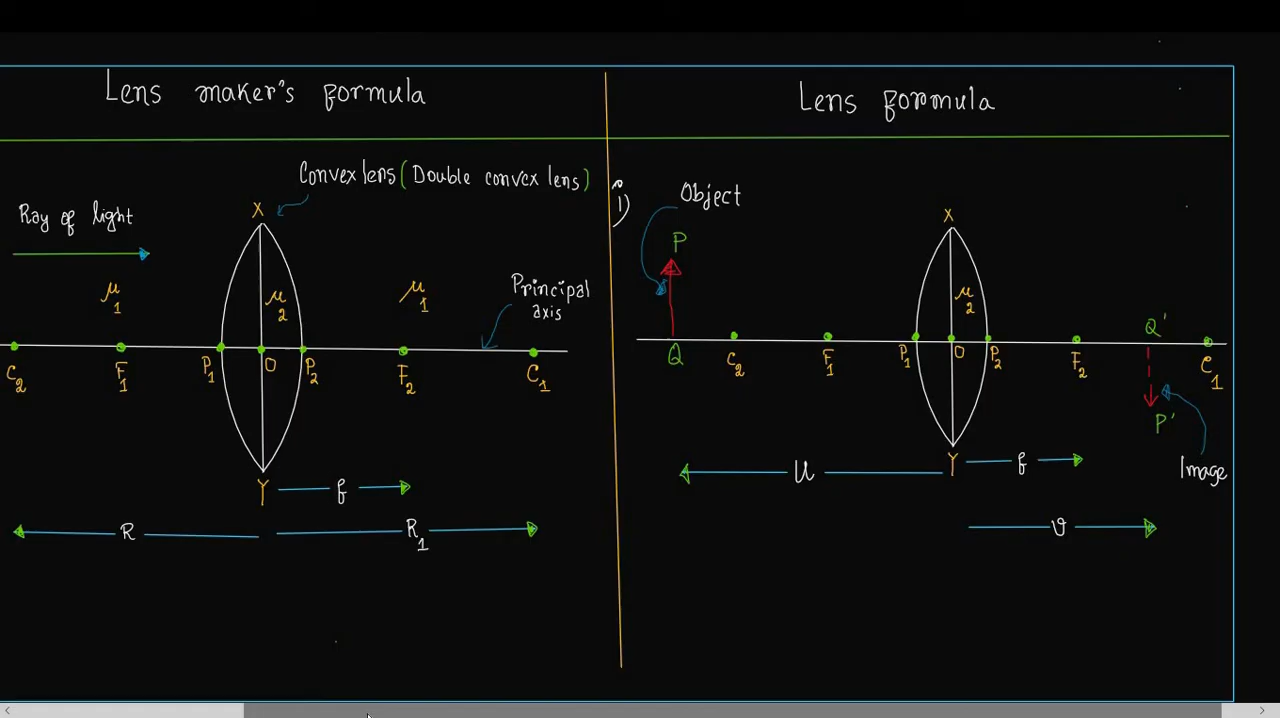 Lens maker's formula
Convex lens (Double convex lens)
Ray of light
X
μ1
μ2
μ1
Principal
axis
C2
F1
P1
O
P2
F2
C1
Y
f
R
R1
Lens formula
i)
Object
P
X
μ2
Q'
Q
C2
F1
P1
O
P2
F2
C1
P'
Y
f
Image
u
v